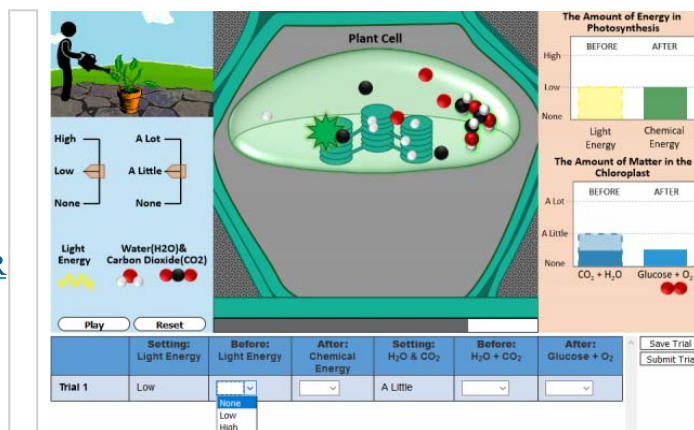 R
High
Low
None
A Lot
A Little
None
Light
Energy
Water(H2O)&
Carbon Dioxide(CO2)
Play
Reset
Plant Cell
The Amount of Energy in
Photosynthesis
BEFORE AFTER
High
Low
None
Light
Energy
Chemical
Energy
The Amount of Matter in the
Chloroplast
BEFORE AFTER
A Lot
A Little
None
CO₂ + H₂O
Glucose + O₂
Setting:
Light Energy
Before:
Light Energy
After:
Chemical
Energy
Setting:
H₂O & CO₂
Before:
H₂O + CO₂
After:
Glucose + O₂
Trial 1
Low
A Little
None
Low
High
Save Trial
Submit Tria